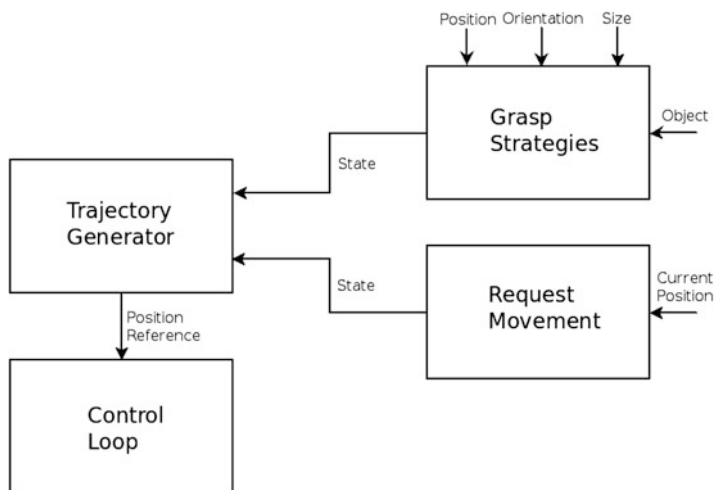 Position Orientation Size
Grasp
Strategies
Object
State
Trajectory
Generator
Request
Movement
Current
Position
State
Position
Reference
Control
Loop